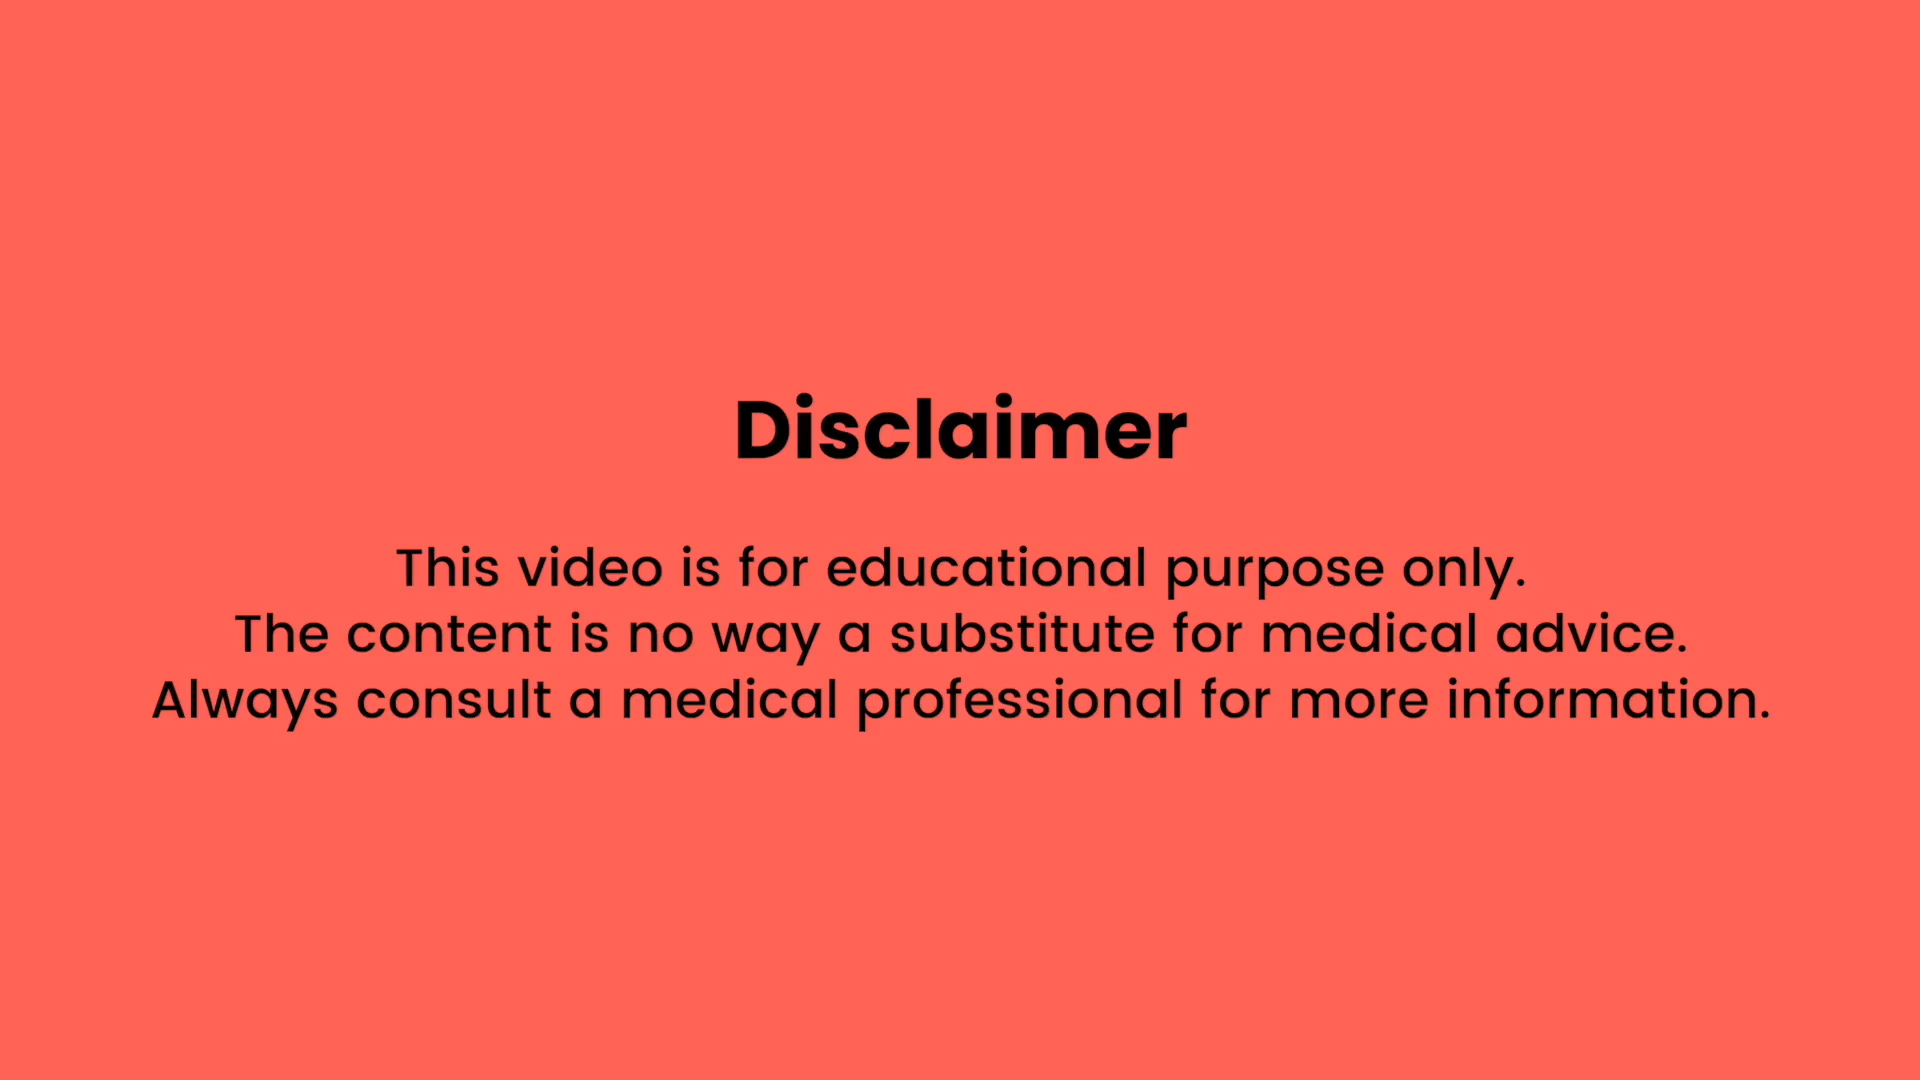 Disclaimer
This video is for educational purpose only.
The content is no way a substitute for medical advice.
Always consult a medical professional for more information.